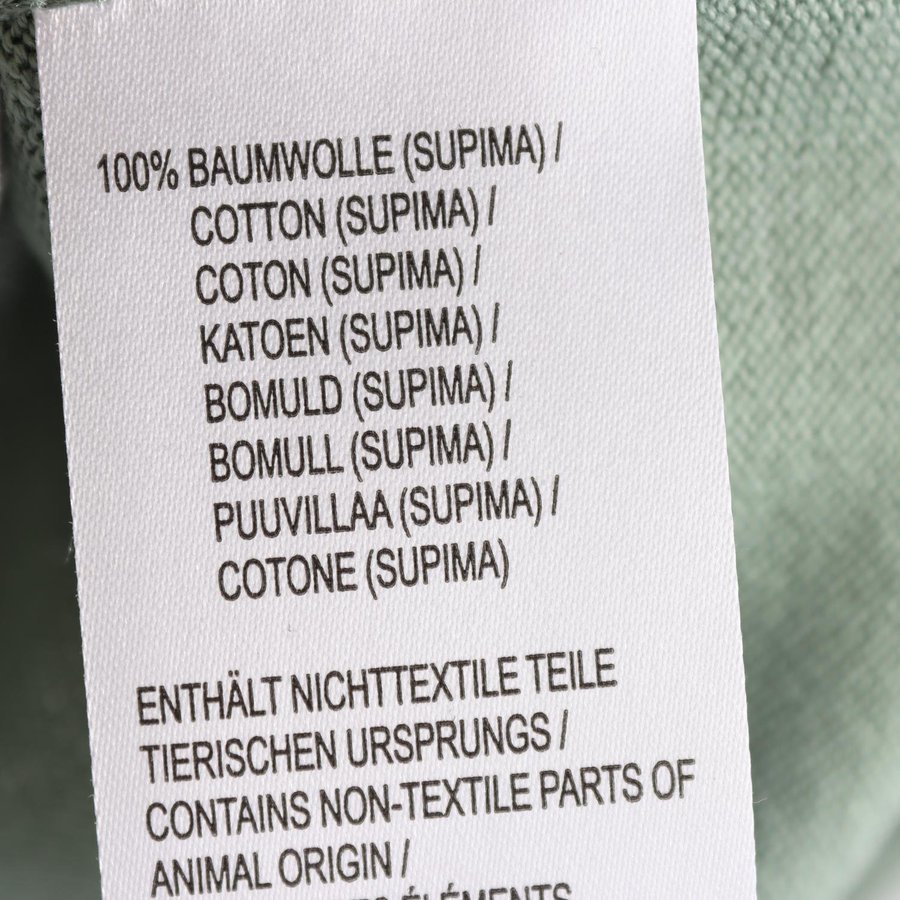 100% BAUMWOLLE (SUPIMA) /
COTTON (SUPIMA) /
COTON (SUPIMA) /
KATOEN (SUPIMA) /
BOMULD (SUPIMA) /
BOMULL (SUPIMA) /
PUUVILLAA (SUPIMA) /
COTONE (SUPIMA)
ENTHÄLT NICHTTEXTILE TEILE
TIERISCHEN URSPRUNGS /
CONTAINS NON-TEXTILE PARTS OF
ANIMAL ORIGIN /
ÉLÉMENTS